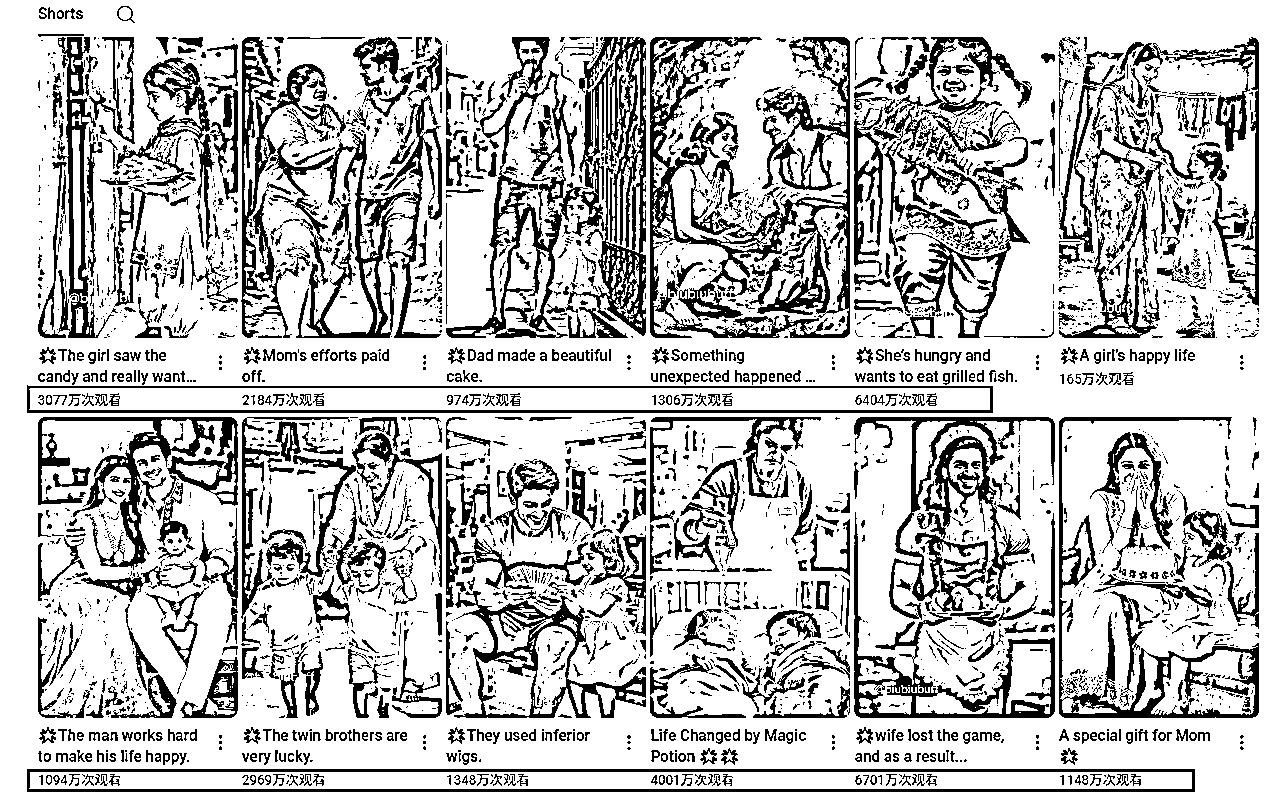 Shorts
💥The girl saw the
candy and really want...
3077万次观看
💥Mom's efforts paid
off.
2184万次观看
💥Dad made a beautiful
cake.
974万次观看
💥Something
unexpected happened ...
1306万次观看
💥She's hungry and
wants to eat grilled fish.
6404万次观看
💥A girl's happy life
165万次观看
💥The man works hard
to make his life happy.
1094万次观看
💥The twin brothers are
very lucky.
2969万次观看
💥They used inferior
wigs.
1348万次观看
Life Changed by Magic
Potion 💥💥
4001万次观看
💥wife lost the game,
and as a result...
6701万次观看
A special gift for Mom
💥
1148万次观看